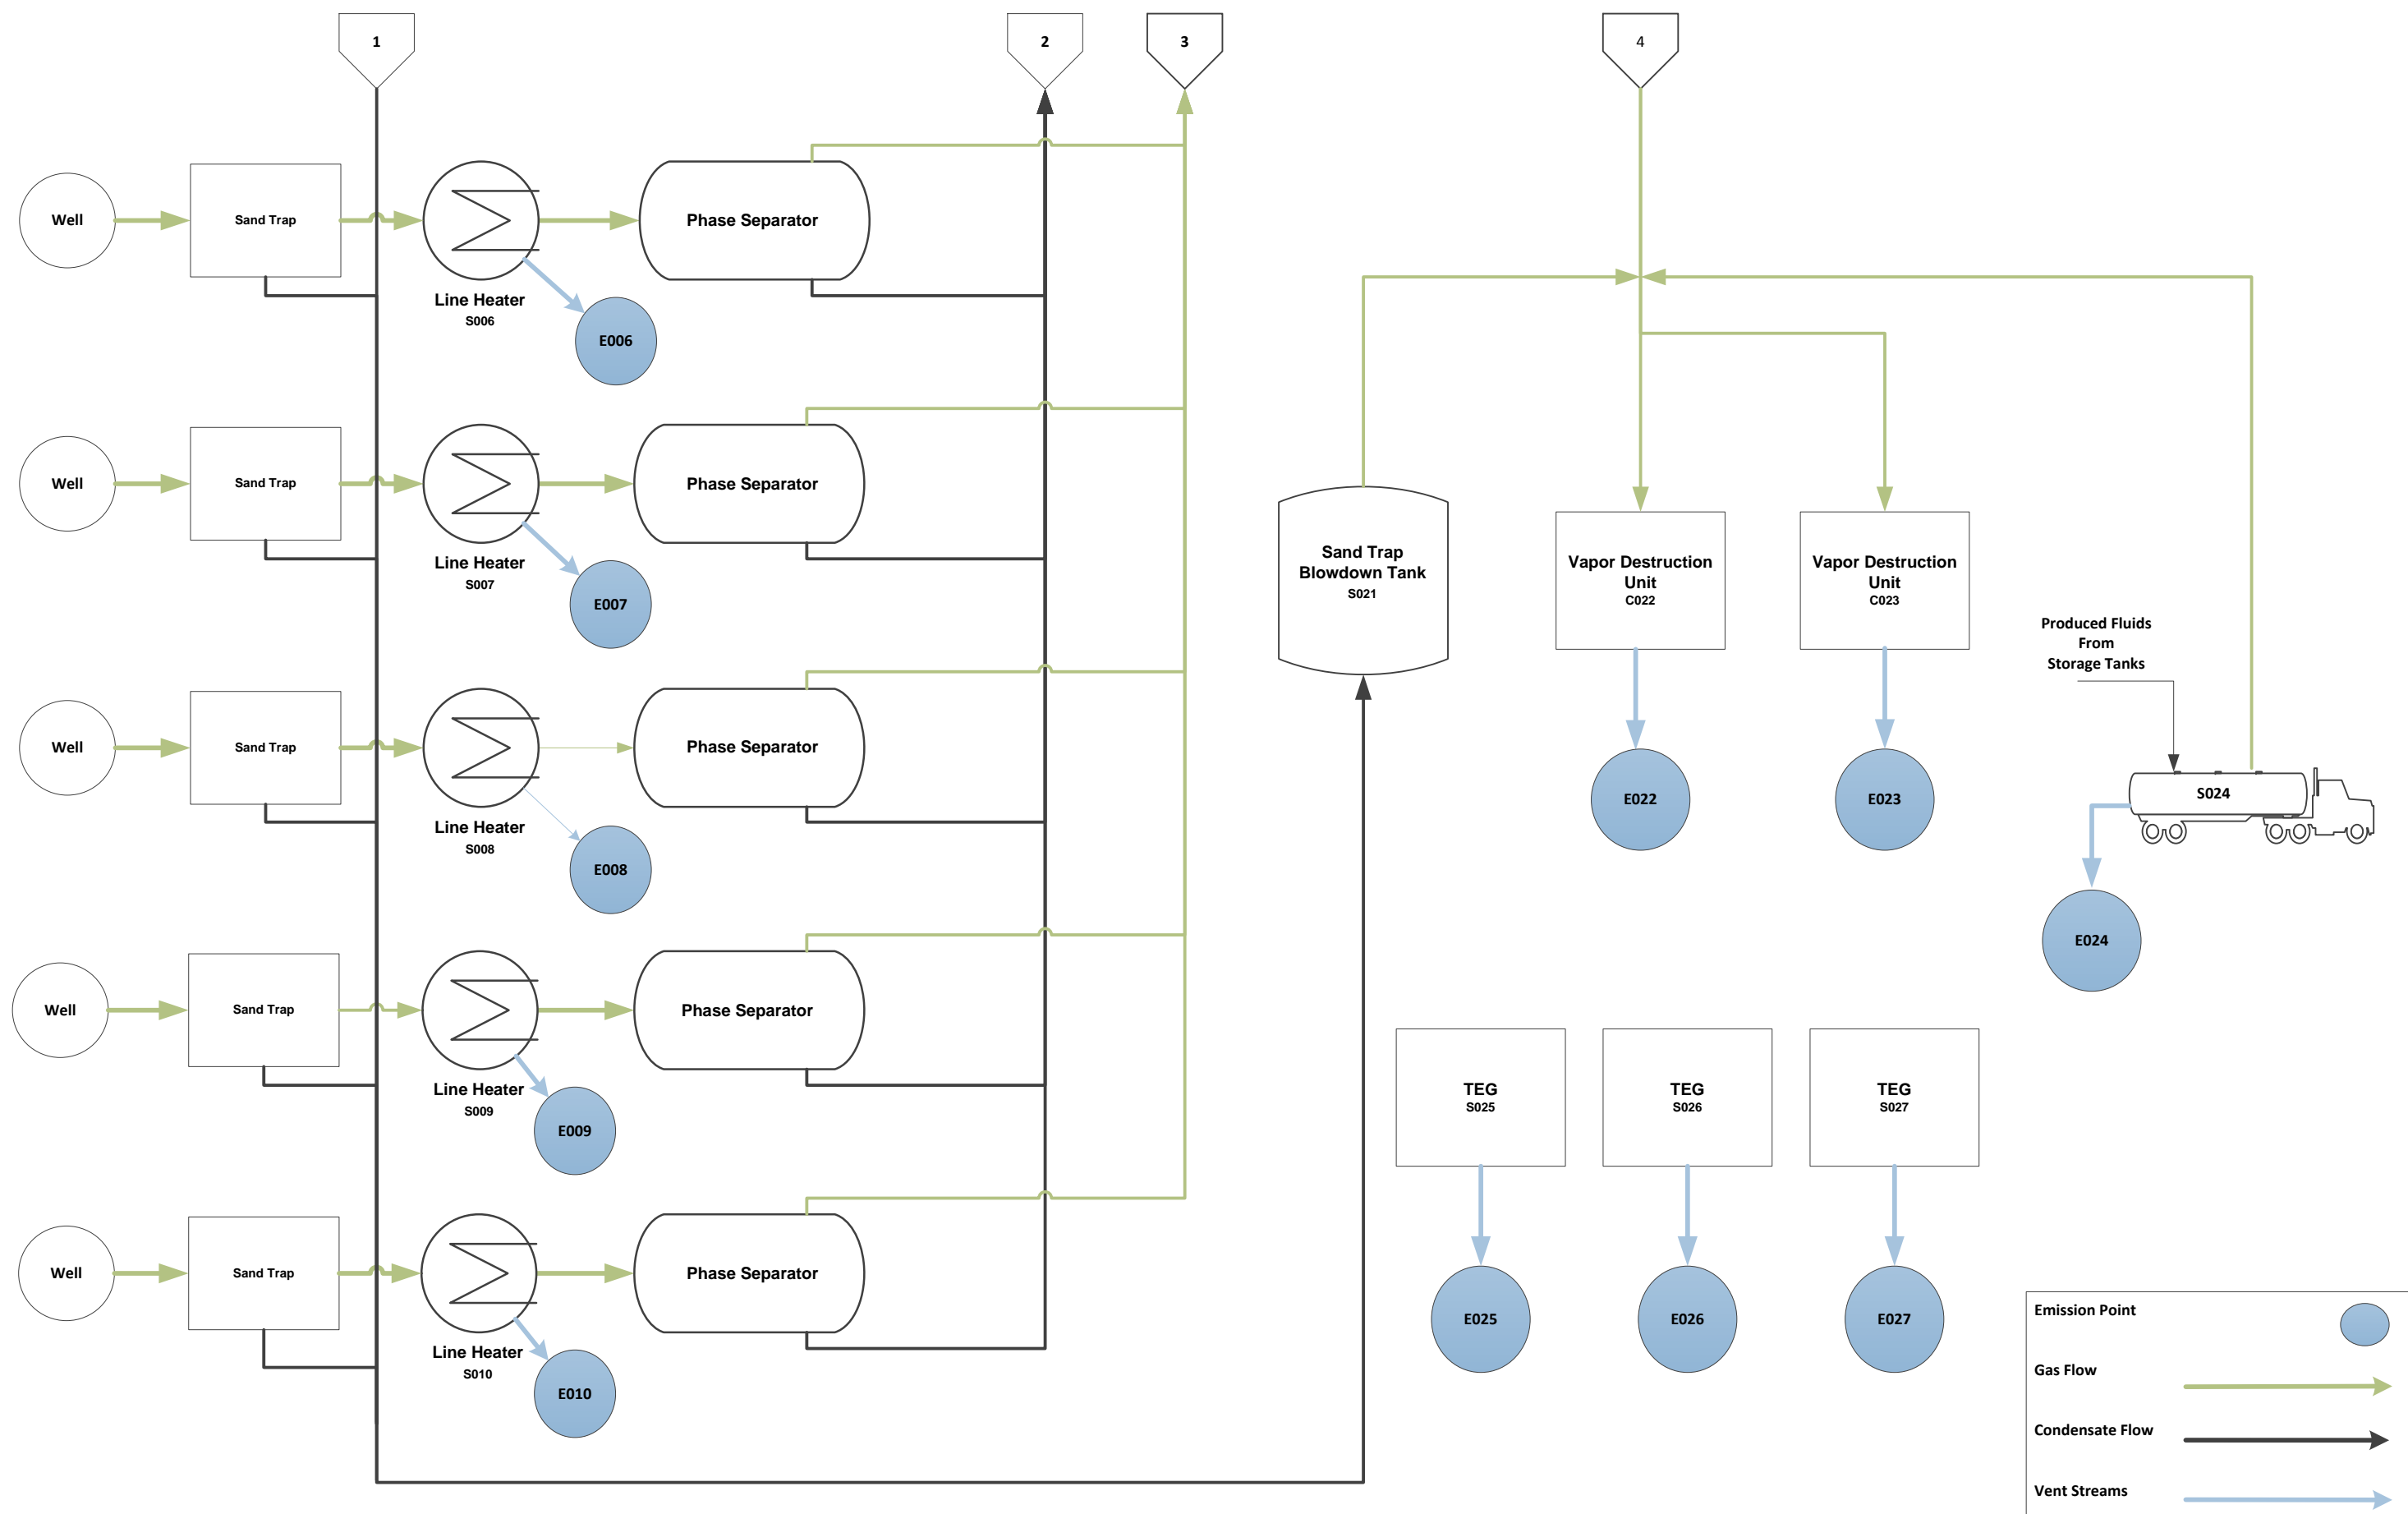 1
2
3
4
Well
Sand Trap
Phase Separator
Line Heater
S006
E006
Well
Sand Trap
Phase Separator
Line Heater
S007
E007
Sand Trap
Blowdown Tank
S021
Vapor Destruction
Unit
C022
Vapor Destruction
Unit
C023
Produced Fluids
From
Storage Tanks
Well
Sand Trap
Phase Separator
Line Heater
S008
E008
E022
E023
S024
E024
Well
Sand Trap
Phase Separator
Line Heater
S009
E009
TEG
S025
TEG
S026
TEG
S027
Well
Sand Trap
Phase Separator
Line Heater
S010
E010
E025
E026
E027
Emission Point
Gas Flow
Condensate Flow
Vent Streams